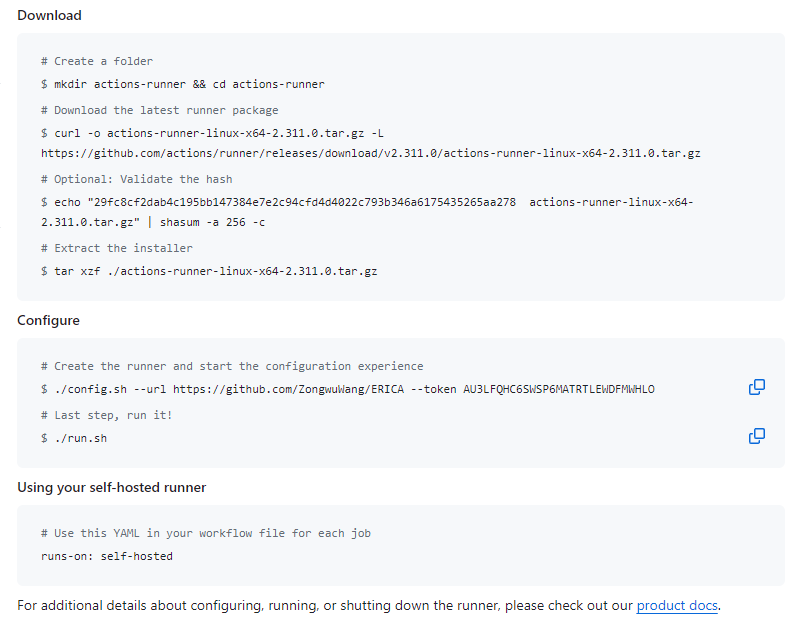 Download
# Create a folder
$ mkdir actions-runner && cd actions-runner
# Download the latest runner package
$ curl -o actions-runner-linux-x64-2.311.0.tar.gz -L
https://github.com/actions/runner/releases/download/v2.311.0/actions-runner-linux-x64-2.311.0.tar.gz
# Optional: Validate the hash
$ echo "29fc8cf2dab4c195bb147384e7e2c94cfd4d4022c793b346a6175435265aa278  actions-runner-linux-x64-
2.311.0.tar.gz" | shasum -a 256 -c
# Extract the installer
$ tar xzf ./actions-runner-linux-x64-2.311.0.tar.gz
Configure
# Create the runner and start the configuration experience
$ ./config.sh --url https://github.com/ZongwuWang/ERICA --token AU3LFQHC6SWSP6MATRTLEWDFMWHLO
# Last step, run it!
$ ./run.sh
Using your self-hosted runner
# Use this YAML in your workflow file for each job
runs-on: self-hosted
For additional details about configuring, running, or shutting down the runner, please check out our product docs.